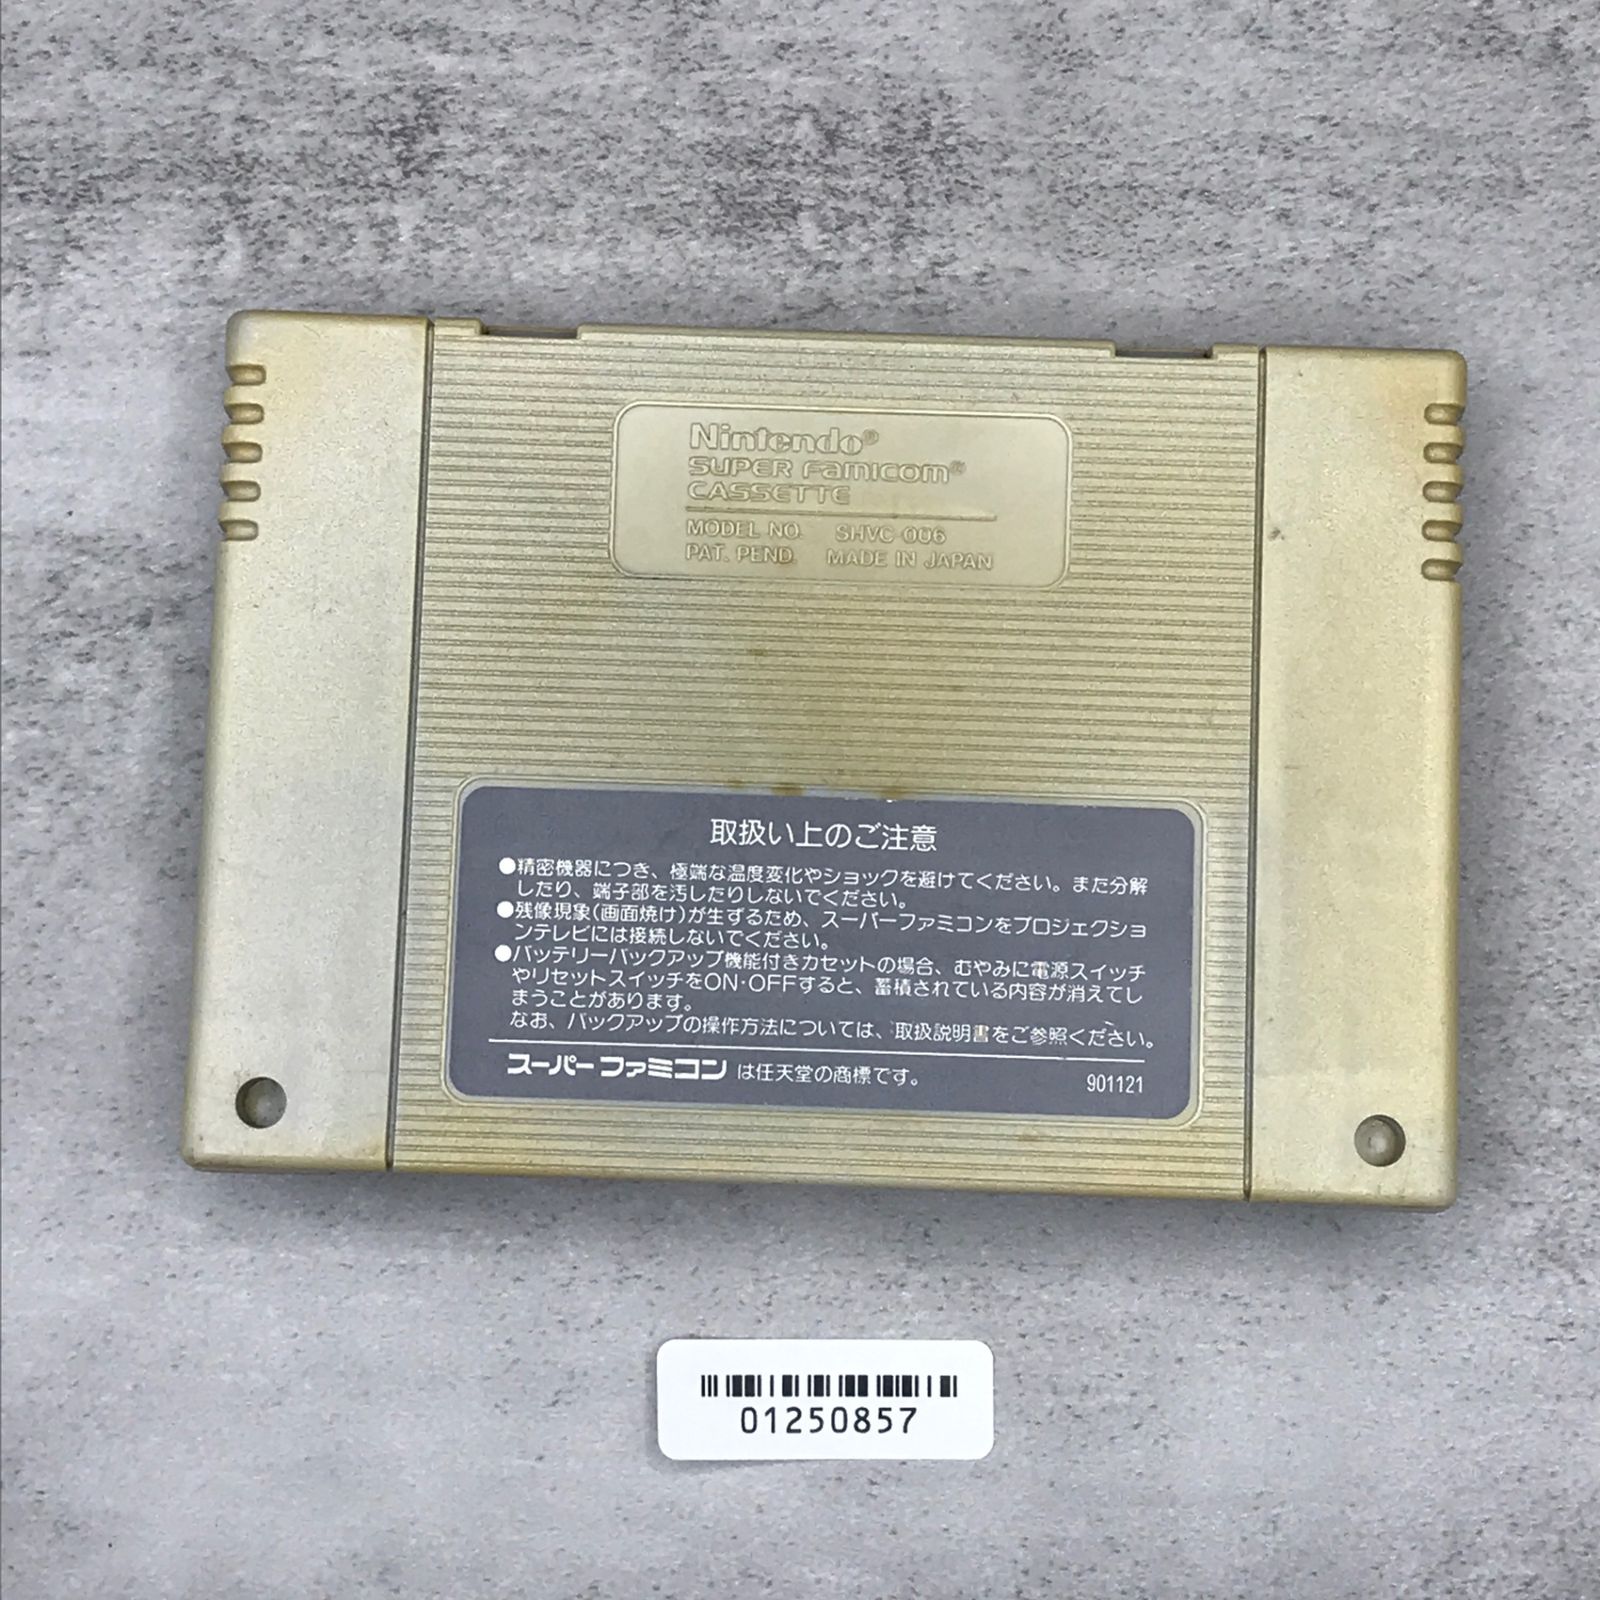 Nintendo®
SUPER FAMICOM®
CASSETTE
MODEL NO. SHVC-006
PAT. PEND. MADE IN JAPAN
取扱い上のご注意
●精密機器につき、極端な温度変化やショックを避けてください。また分解
したり、端子部を汚したりしないでください。
●残像現象(画面焼け)が生ずるため、スーパーファミコンをプロジェクショ
ンテレビには接続しないでください。
●バッテリーバックアップ機能付きカセットの場合、むやみに電源スイッチ
やリセットスイッチをON・OFFすると、蓄積されている内容が消えてし
まうことがあります。
なお、バックアップの操作方法については、取扱説明書をご参照ください。
スーパーファミコン は任天堂の商標です。 901121
01250857